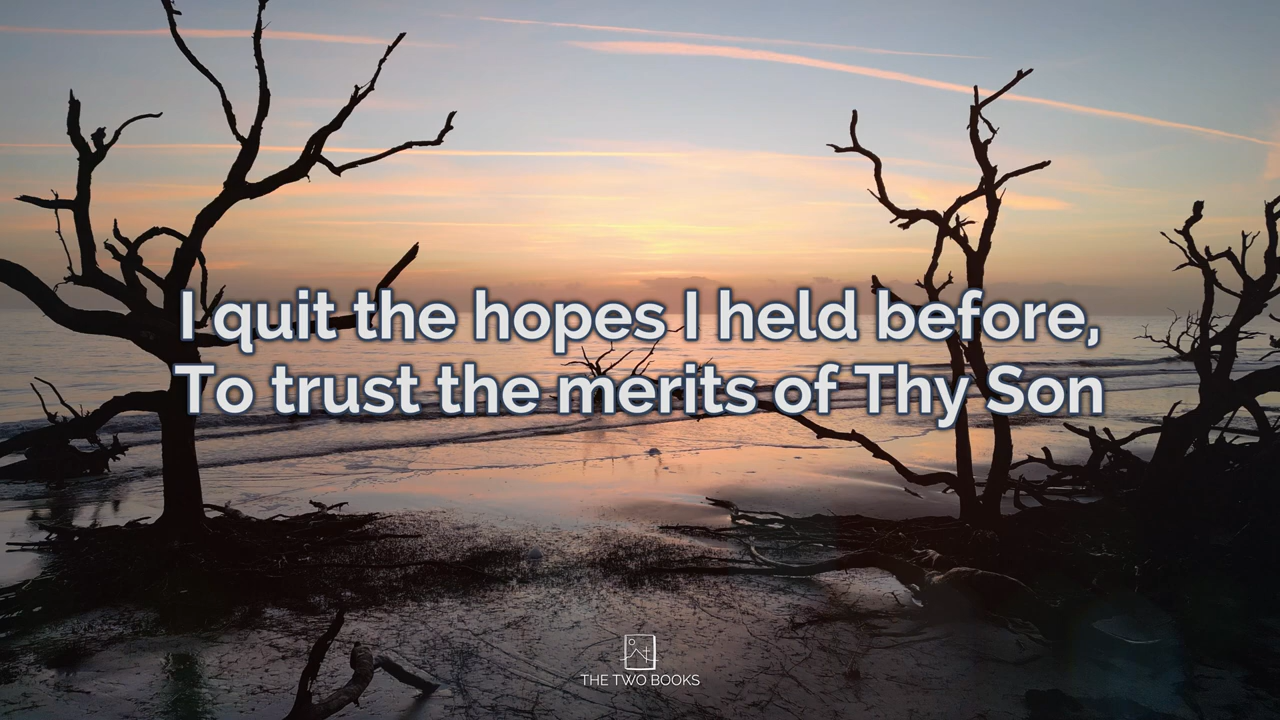 I quit the hopes I held before,
To trust the merits of Thy Son
THE TWO BOOKS